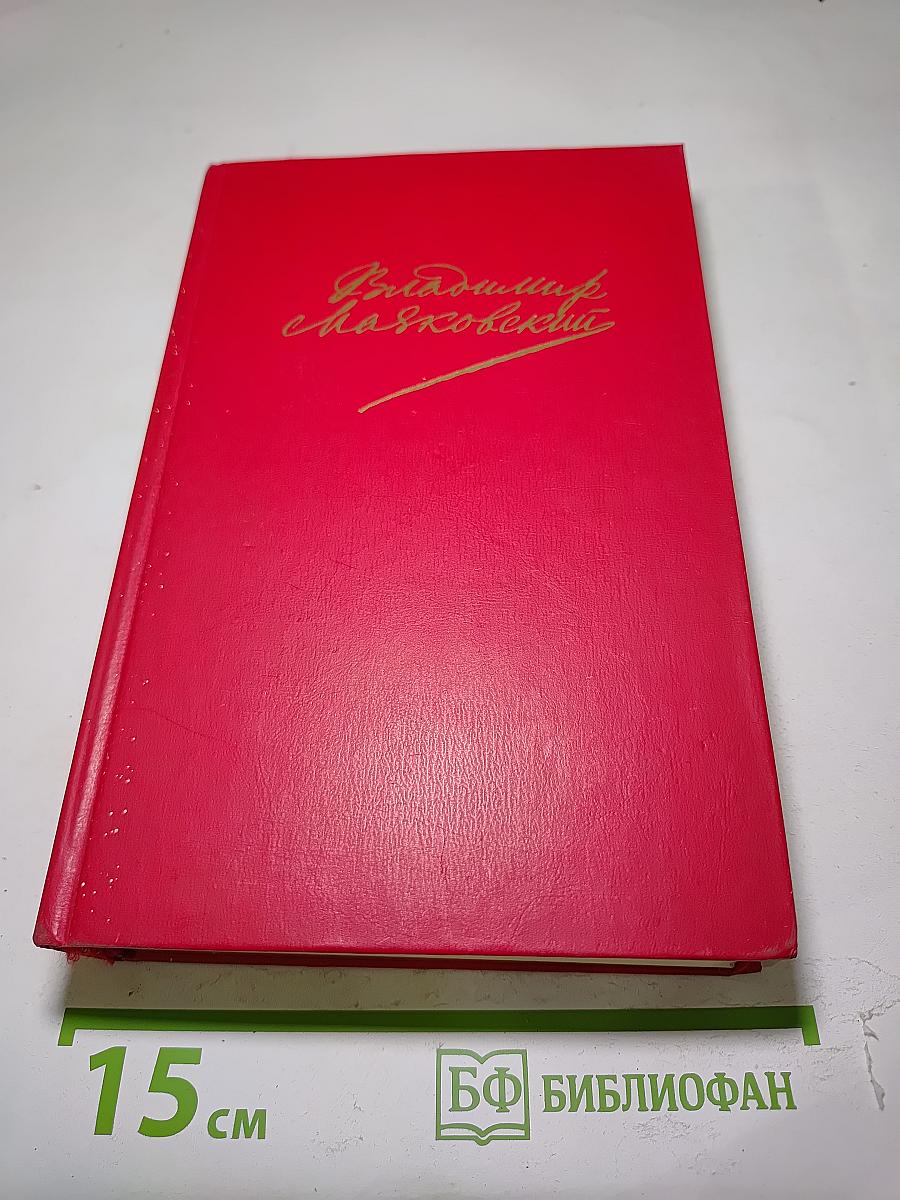 Владимир
Маяковский
15 см
БФ БИБЛИОФАН